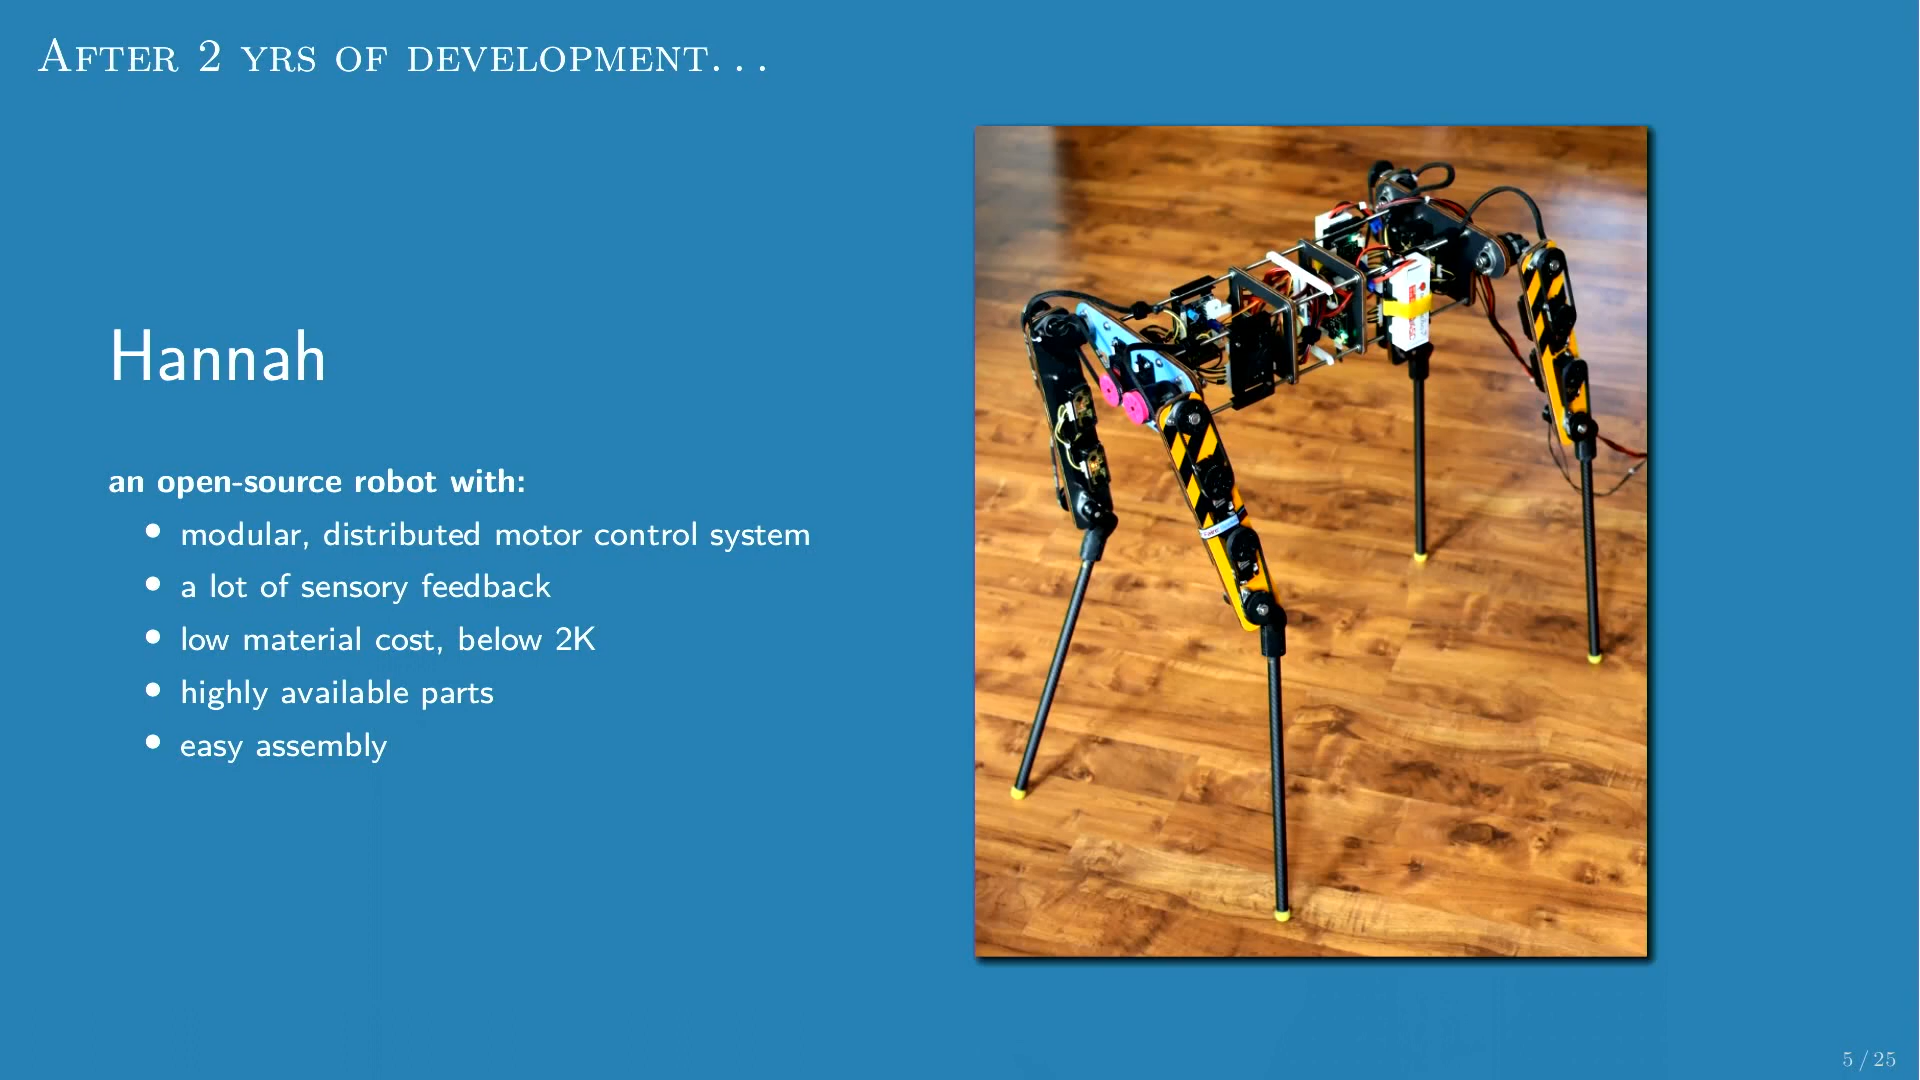 After 2 yrs of development...
Hannah
an open-source robot with:
• modular, distributed motor control system
• a lot of sensory feedback
• low material cost, below 2K
• highly available parts
• easy assembly
5 / 25